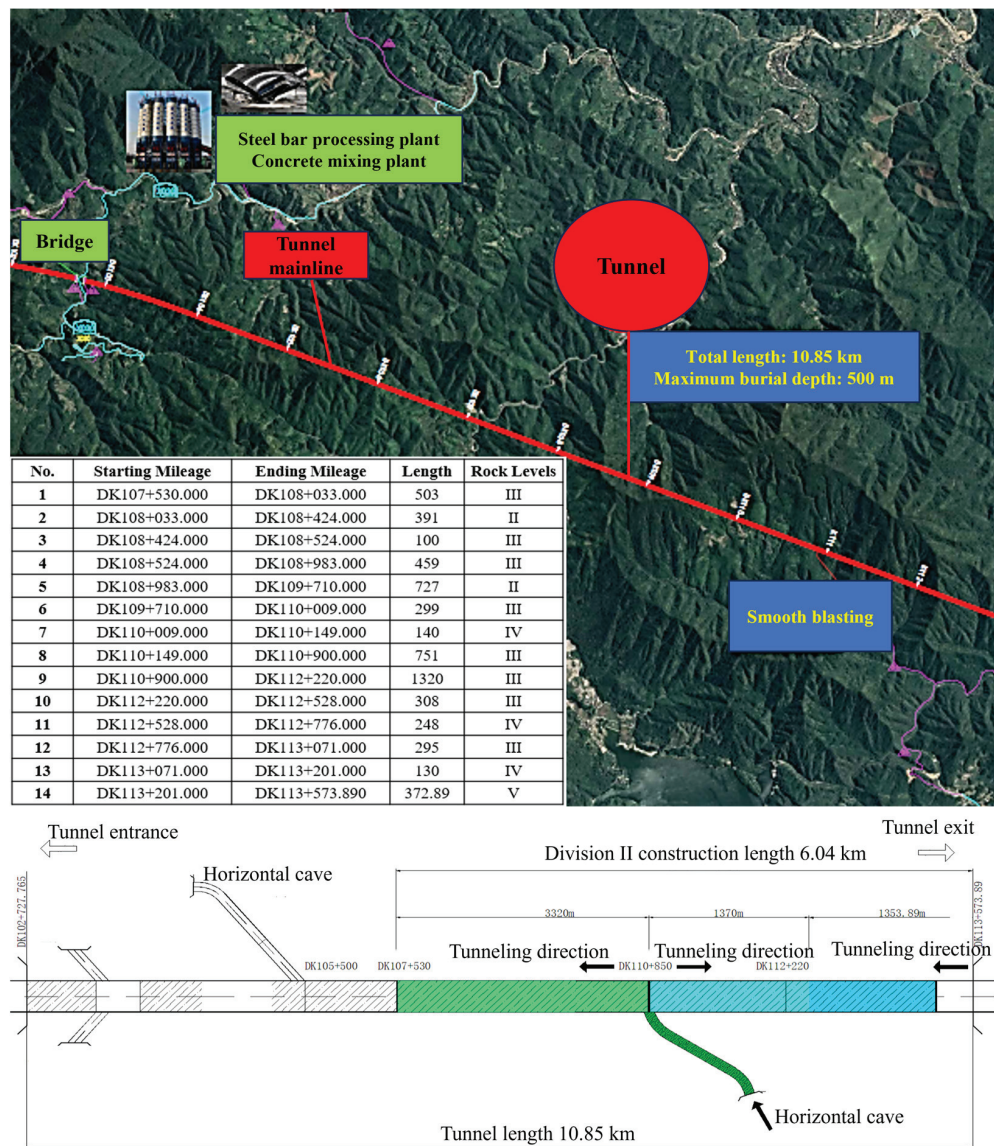 Steel bar processing plant
Concrete mixing plant
Bridge
Tunnel
mainline
Tunnel
Total length: 10.85 km
Maximum burial depth: 500 m
Smooth blasting
No. Starting Mileage Ending Mileage Length Rock Levels
1 DK107+530.000 DK108+033.000 503 III
2 DK108+033.000 DK108+424.000 391 II
3 DK108+424.000 DK108+524.000 100 III
4 DK108+524.000 DK108+983.000 459 III
5 DK108+983.000 DK109+710.000 727 II
6 DK109+710.000 DK110+009.000 299 III
7 DK110+009.000 DK110+149.000 140 IV
8 DK110+149.000 DK110+900.000 751 III
9 DK110+900.000 DK112+220.000 1320 III
10 DK112+220.000 DK112+528.000 308 III
11 DK112+528.000 DK112+776.000 248 IV
12 DK112+776.000 DK113+071.000 295 III
13 DK113+071.000 DK113+201.000 130 IV
14 DK113+201.000 DK113+573.890 372.89 V
Tunnel entrance
Tunnel exit
Division II construction length 6.04 km
Horizontal cave
DK102+727.765
DK113+573.89
3320m 1370m 1353.89m
Tunneling direction Tunneling direction Tunneling direction
DK105+500 DK107+530 DK110+850 DK112+220
Horizontal cave
Tunnel length 10.85 km